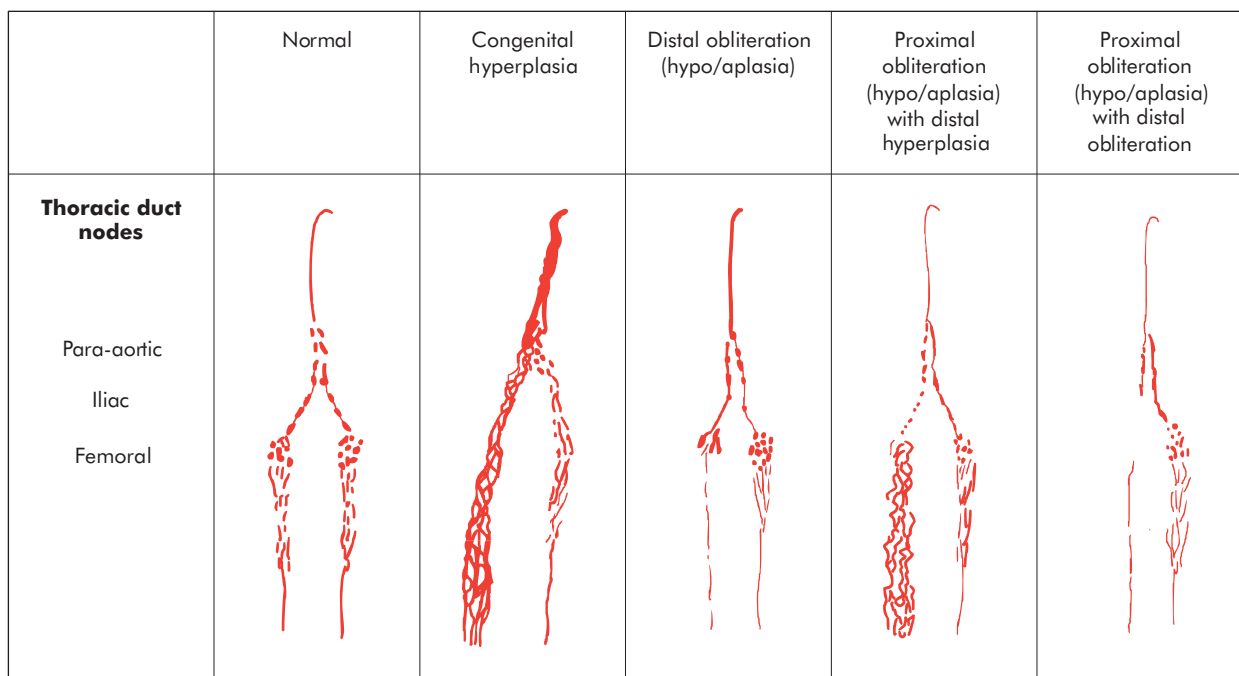 Normal
Congenital
hyperplasia
Distal obliteration
(hypo/aplasia)
Proximal
obliteration
(hypo/aplasia)
with distal
hyperplasia
Proximal
obliteration
(hypo/aplasia)
with distal
obliteration
Thoracic duct
nodes
Para-aortic
Iliac
Femoral